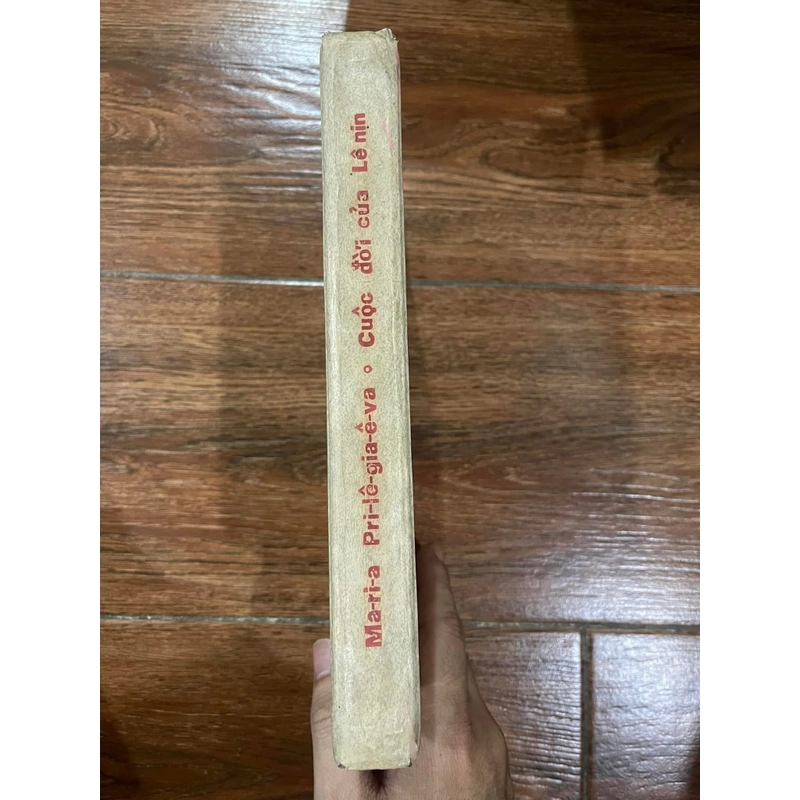 Ma-ri-a Pri-lê-gia-ê-va ∘ Cuộc đời của Lê nin